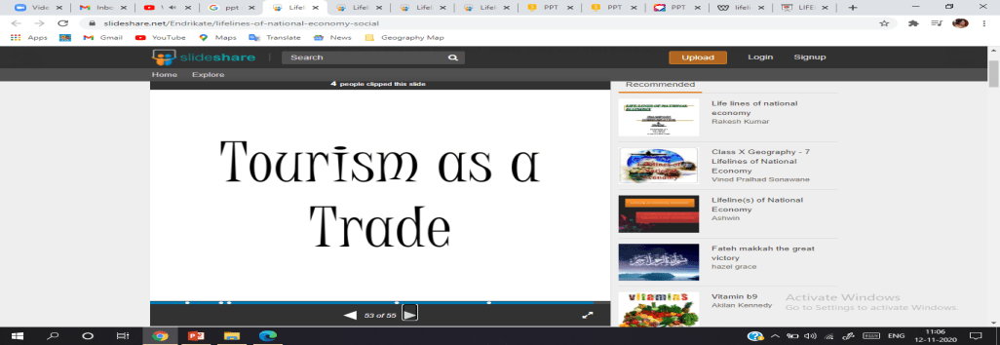 Vide
Inbo
ppt
Lifel
Lifel
Lifel
Lifel
PPT
PPT
PPT
lifeli
LIFE:
slideshare.net/Endrikate/lifelines-of-national-economy-social
Apps
Gmail
YouTube
Maps
Translate
News
Geography Map
slideshare
Search
Upload
Login
Signup
Home
Explore
4 people clipped this slide
Tourism as a
Trade
53 of 55
Recommended
Life lines of national
economy
Rakesh Kumar
Class X Geography - 7
Lifelines of National
Economy
Vinod Pralhad Sonawane
Lifeline(s) of National
Economy
Ashwin
Fateh makkah the great
victory
hazel grace
vitamins
Vitamin b9
Akilan Kennedy
Activate Windows
Go to Settings to activate Windows.
ENG
11:06
12-11-2020